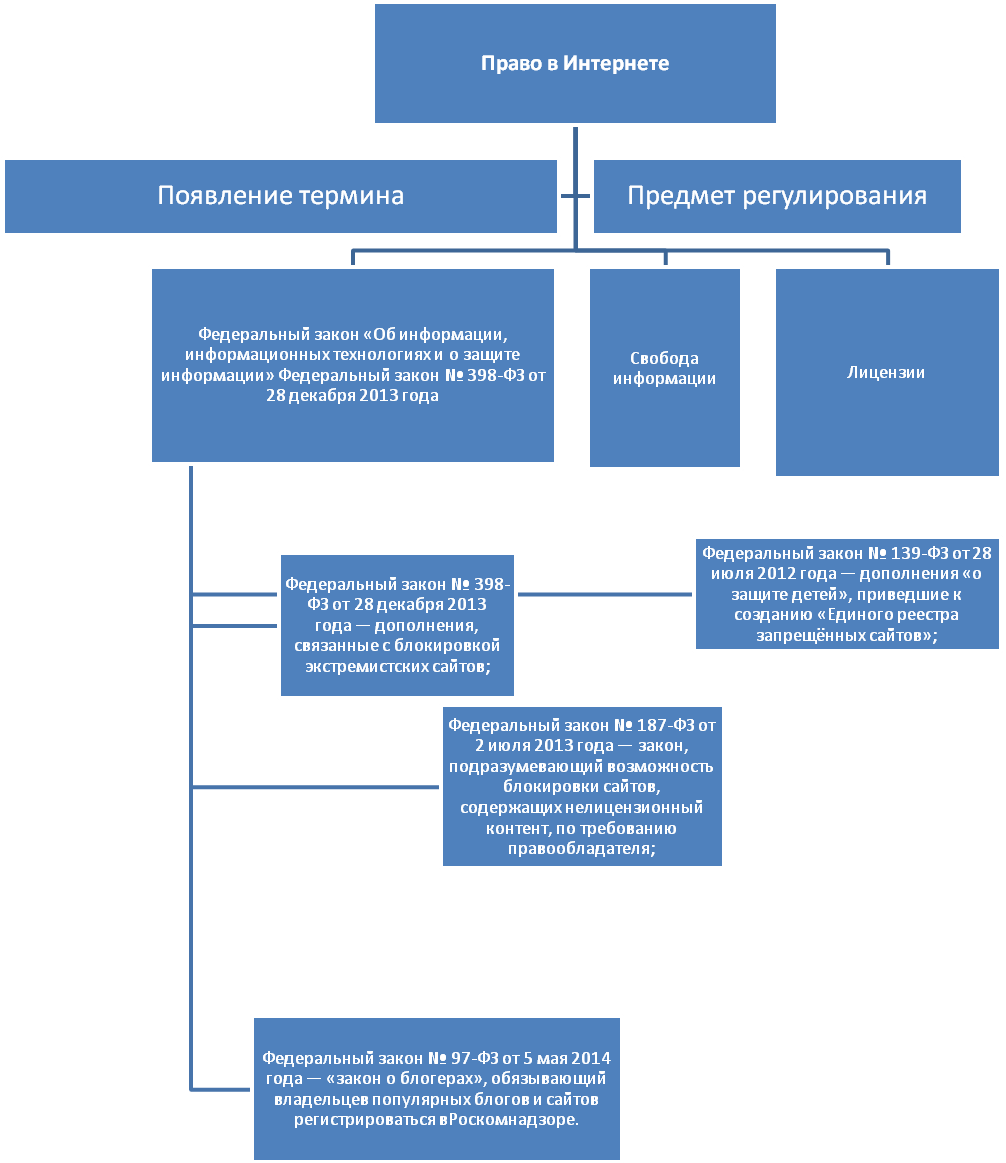 Право в Интернете
Появление термина
Предмет регулирования
Федеральный закон «Об информации,
информационных технологиях и о защите
информации» Федеральный закон № 398-ФЗ от
28 декабря 2013 года
Свобода
информации
Лицензии
Федеральный закон № 398-
ФЗ от 28 декабря 2013
года — дополнения,
связанные с блокировкой
экстремистских сайтов;
Федеральный закон № 139-ФЗ от 28
июля 2012 года — дополнения «о
защите детей», приведшие к
созданию «Единого реестра
запрещённых сайтов»;
Федеральный закон № 187-ФЗ от
2 июля 2013 года — закон,
подразумевающий возможность
блокировки сайтов,
содержащих нелицензионный
контент, по требованию
правообладателя;
Федеральный закон № 97-ФЗ от 5 мая 2014
года — «закон о блогерах», обязывающий
владельцев популярных блогов и сайтов
регистрироваться вРоскомнадзоре.